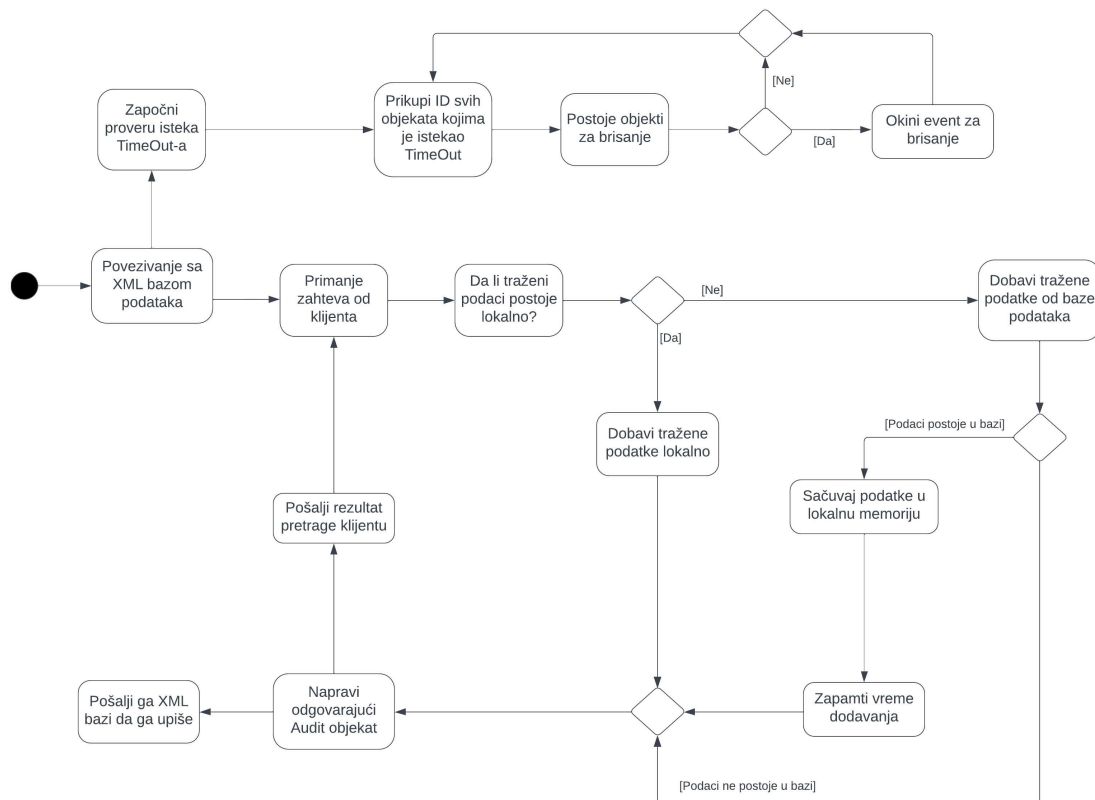 [Ne]
Započni
proveru isteka
TimeOut-a
Prikupi ID svih
objekata kojima
je istekao
TimeOut
Postoje objekti
za brisanje
[Da]
Okini event za
brisanje
Povezivanje sa
XML bazom
podataka
Primanje
zahteva od
klijenta
Da li traženi
podaci postoje
lokalno?
[Ne]
[Da]
Dobavi tražene
podatke od baze
podataka
Dobavi tražene
podatke lokalno
[Podaci postoje u bazi]
Sačuvaj podatke u
lokalnu memoriju
Pošalji rezultat
pretrage klijentu
Pošalji ga XML
bazi da ga upiše
Napravi
odgovarajući
Audit objekat
Zapamti vreme
dodavanja
[Podaci ne postoje u bazi]